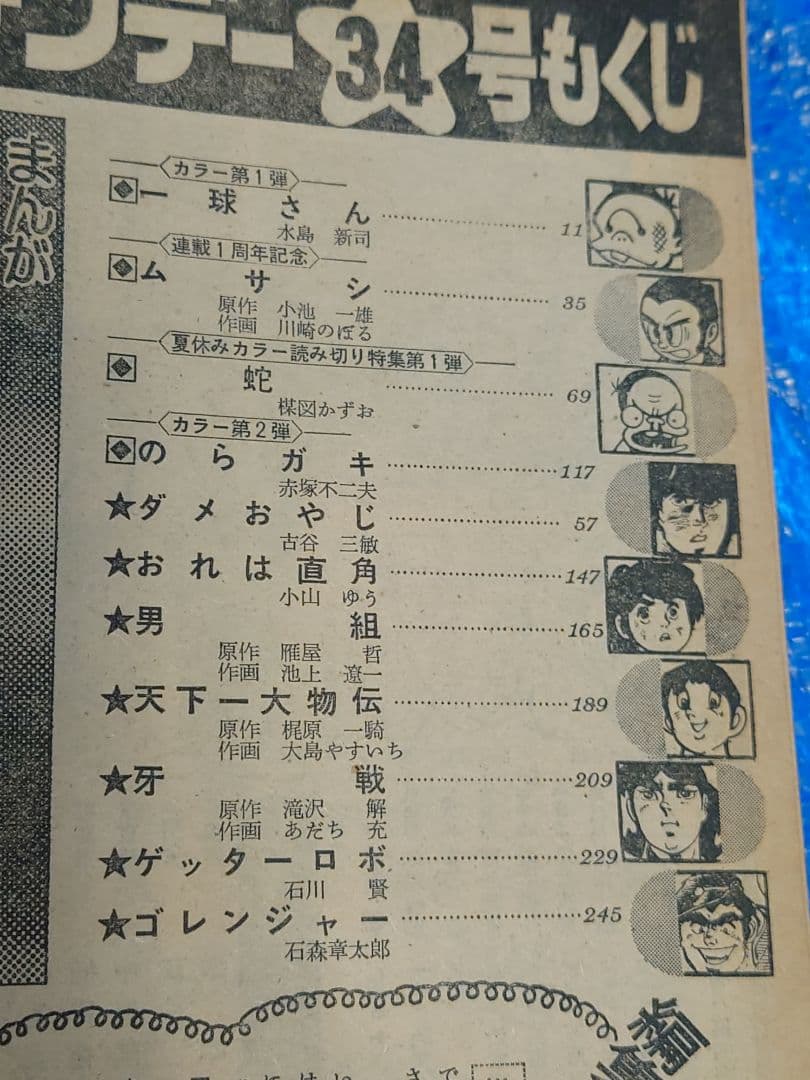 ンデー34号もくじ
まんが
カラー第1弾
一球さん 11
水島 新司
連載1周年記念
ムサシ 35
原作 小池 一雄
作画 川崎のぼる
夏休みカラー読み切り特集第1弾
蛇 69
楳図かずお
カラー第2弾
のらガキ 117
赤塚不二夫
★ダメおやじ 57
古谷 三敏
★おれは直角 147
小山 ゆう
★男組 165
原作 雁屋 哲
作画 池上 遼一
★天下一大物伝 189
原作 梶原 一騎
作画 大島やすいち
★牙戦 209
原作 滝沢 解
作画 あだち 充
★ゲッターロボ 229
石川 賢
★ゴレンジャー 245
石森章太郎